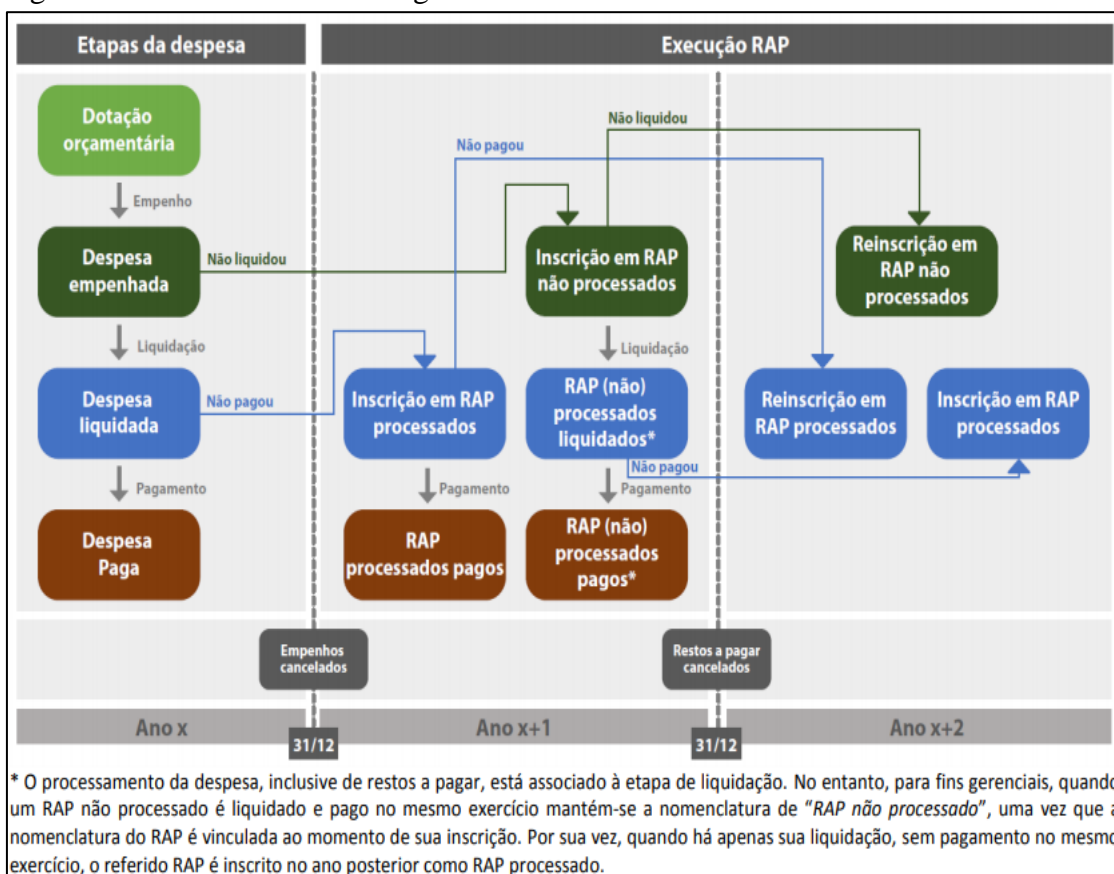 Etapas da despesa
Execução RAP
Dotação
orçamentária
Empenho
Despesa
empenhada
Não liquidou
Liquidação
Despesa
liquidada
Não pagou
Pagamento
Despesa
Paga
Não pagou
Não liquidou
Inscrição em RAP
processados
Pagamento
RAP
processados pagos
Inscrição em RAP
não processados
Liquidação
RAP (não)
processados
liquidados*
Não pagou
Pagamento
RAP (não)
processados
pagos*
Reinscrição em
RAP não
processados
Reinscrição em
RAP processados
Inscrição em RAP
processados
Empenhos
cancelados
Restos a pagar
cancelados
Ano x
31/12
Ano x+1
31/12
Ano x+2
* O processamento da despesa, inclusive de restos a pagar, está associado à etapa de liquidação. No entanto, para fins gerenciais, quando
um RAP não processado é liquidado e pago no mesmo exercício mantém-se a nomenclatura de “RAP não processado”, uma vez que a
nomenclatura do RAP é vinculada ao momento de sua inscrição. Por sua vez, quando há apenas sua liquidação, sem pagamento no mesmo
exercício, o referido RAP é inscrito no ano posterior como RAP processado.